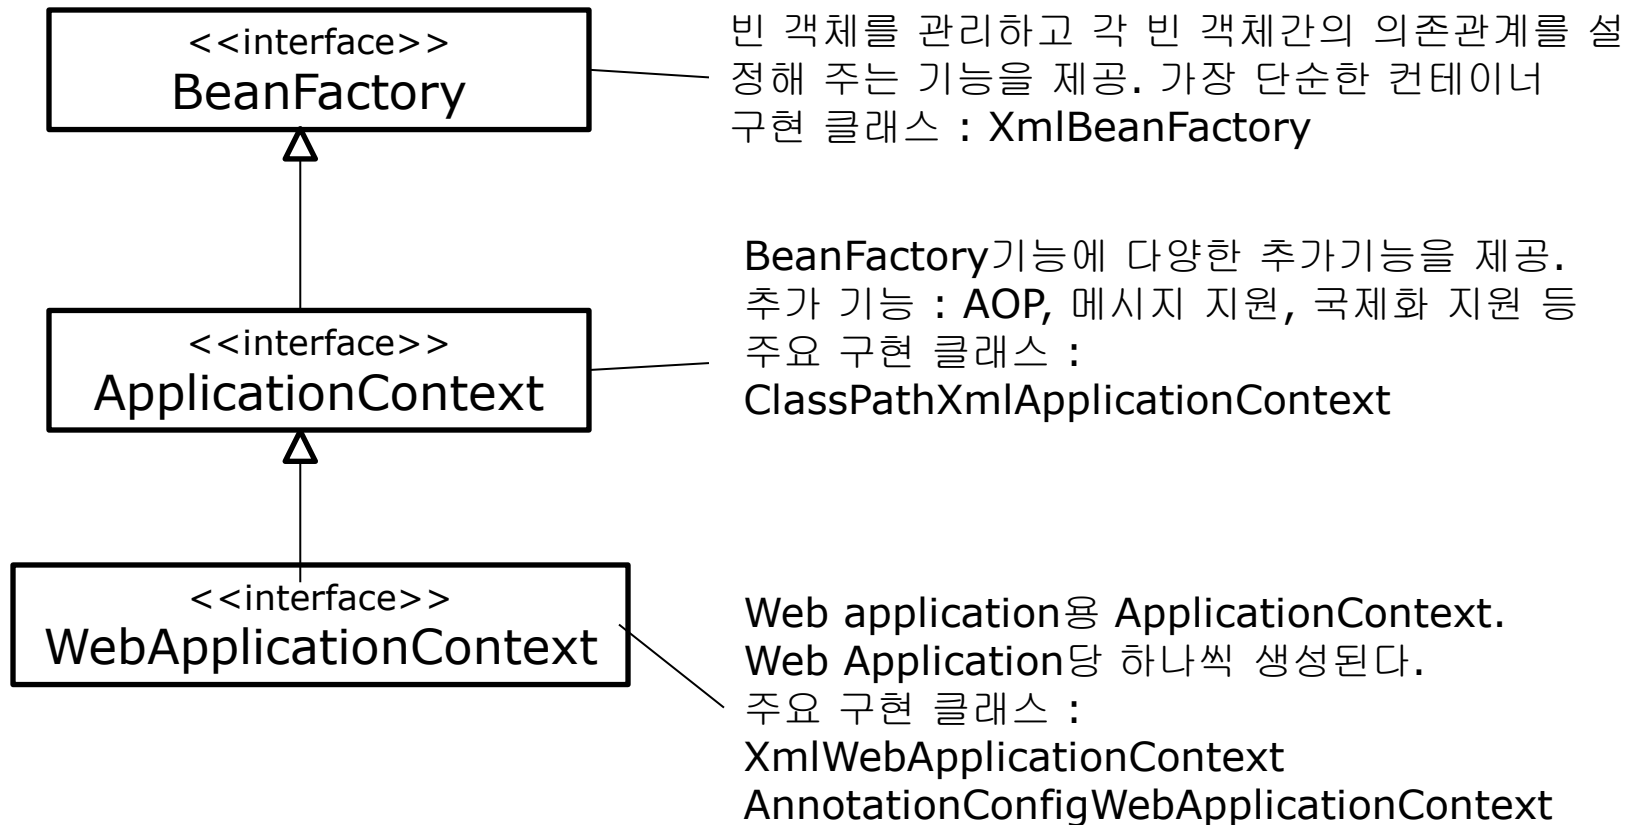 <<interface>>
BeanFactory
빈 객체를 관리하고 각 빈 객체간의 의존관계를 설
정해 주는 기능을 제공. 가장 단순한 컨테이너
구현 클래스 : XmlBeanFactory
<<interface>>
ApplicationContext
BeanFactory기능에 다양한 추가기능을 제공.
추가 기능 : AOP, 메시지 지원, 국제화 지원 등
주요 구현 클래스 :
ClassPathXmlApplicationContext
<<interface>>
WebApplicationContext
Web application용 ApplicationContext.
Web Application당 하나씩 생성된다.
주요 구현 클래스 :
XmlWebApplicationContext
AnnotationConfigWebApplicationContext